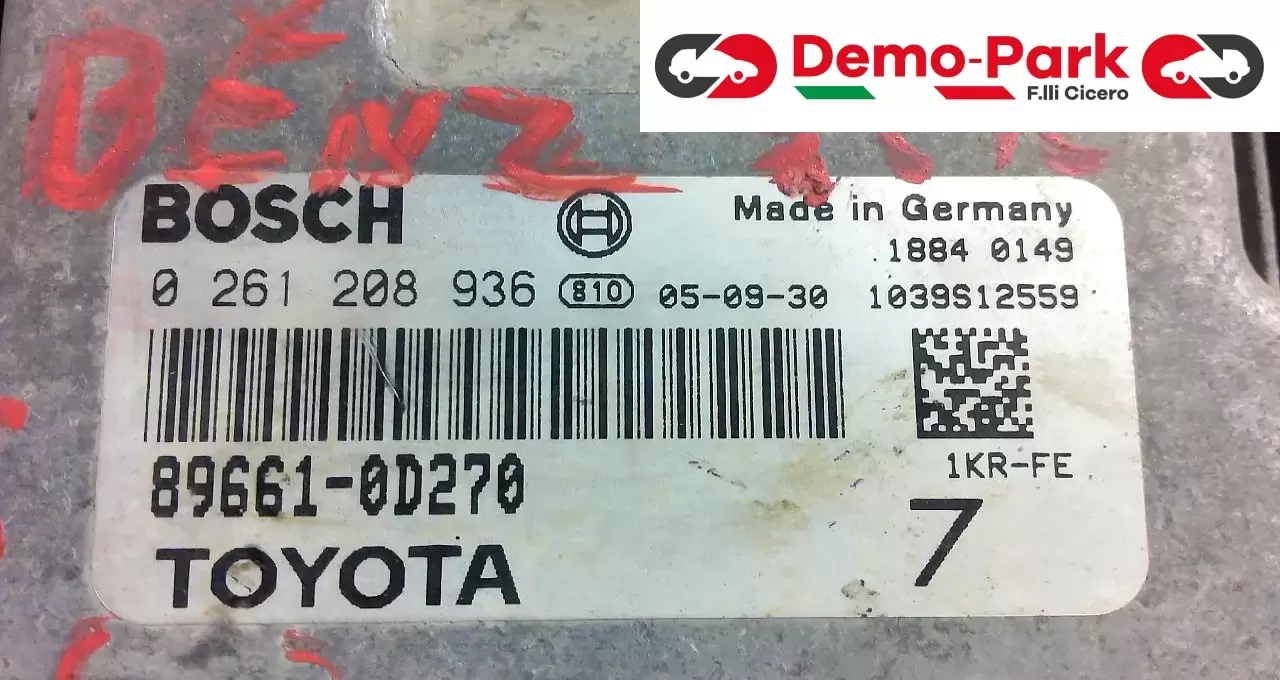 Demo-Park
F.lli Cicero
BENZ
BOSCH
Made in Germany
1884 0149
0 261 208 936 810 05-09-30 1039S12559
89661-0D270
1KR-FE
7
TOYOTA